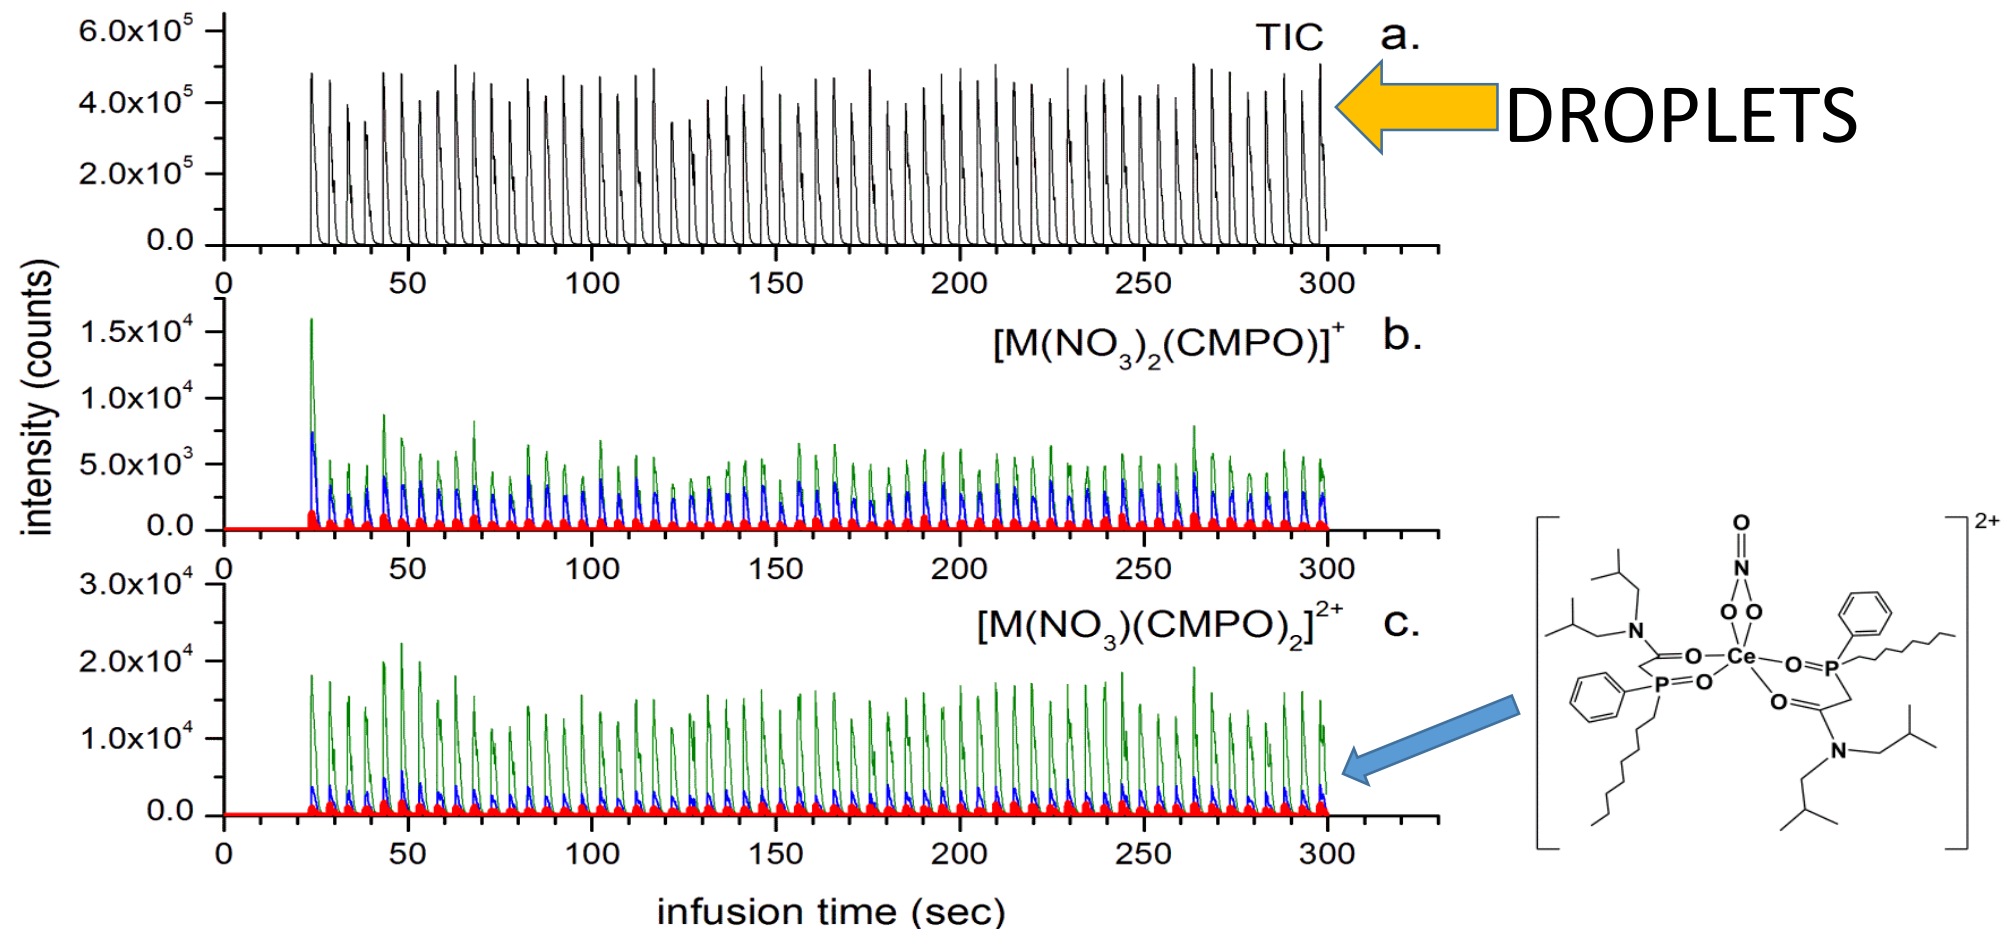 TIC a.
DROPLETS
6.0x10⁵
4.0x10⁵
2.0x10⁵
0.0
0 50 100 150 200 250 300
intensity (counts)
[M(NO₃)₂(CMPO)]⁺ b.
1.5x10⁴
1.0x10⁴
5.0x10³
0.0
0 50 100 150 200 250 300
[M(NO₃)(CMPO)₂]²⁺ c.
3.0x10⁴
2.0x10⁴
1.0x10⁴
0.0
0 50 100 150 200 250 300
infusion time (sec)
2+
O
N
O O
N
O Ce O P
P O
O
N